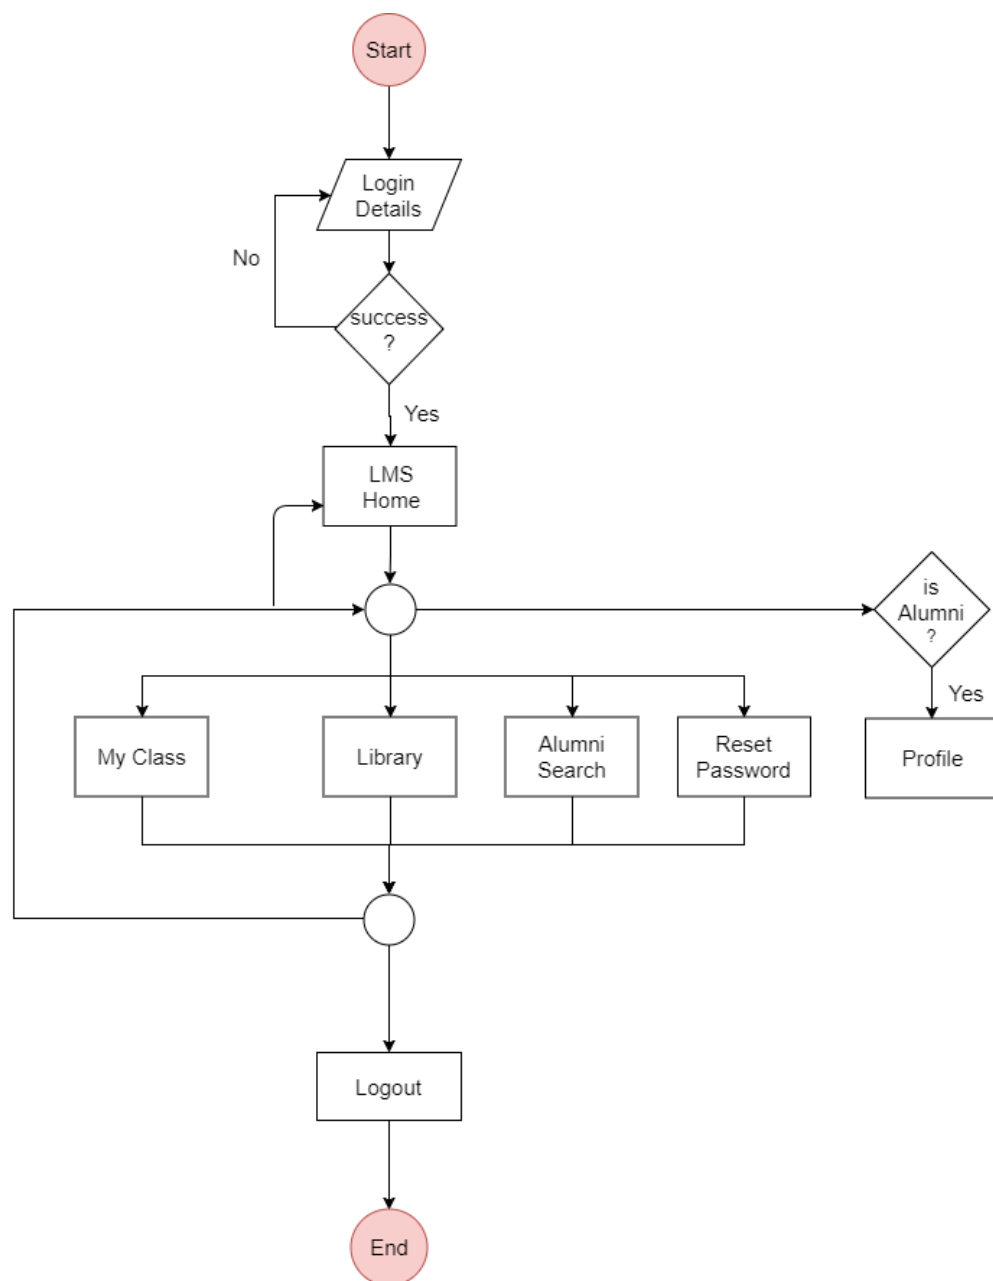 Start
Login
Details
No
success
?
Yes
LMS
Home
is
Alumni
?
Yes
My Class
Library
Alumni
Search
Reset
Password
Profile
Logout
End